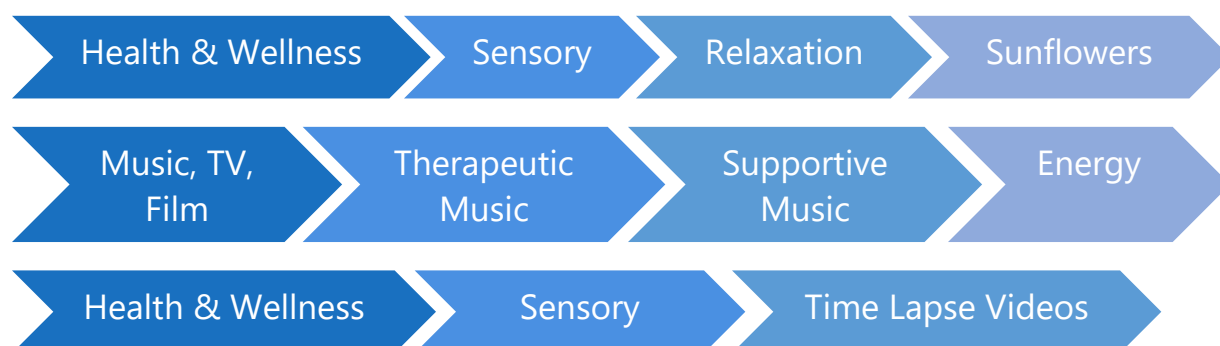 Health & Wellness Sensory Relaxation Sunflowers
Music, TV, Film Therapeutic Music Supportive Music Energy
Health & Wellness Sensory Time Lapse Videos